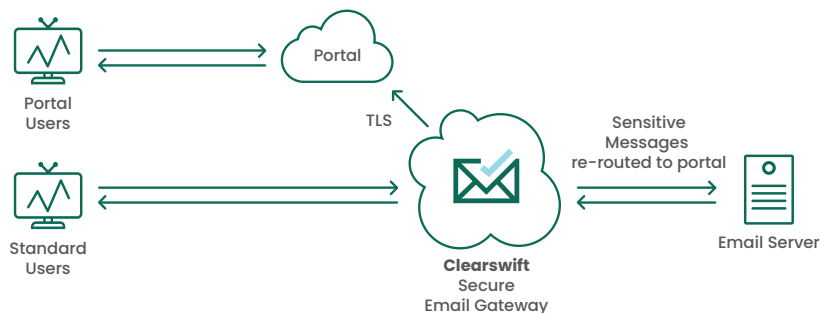 Portal
Portal
Users
TLS
Sensitive
Messages
re-routed to portal
Standard
Users
Clearswift
Secure
Email Gateway
Email Server